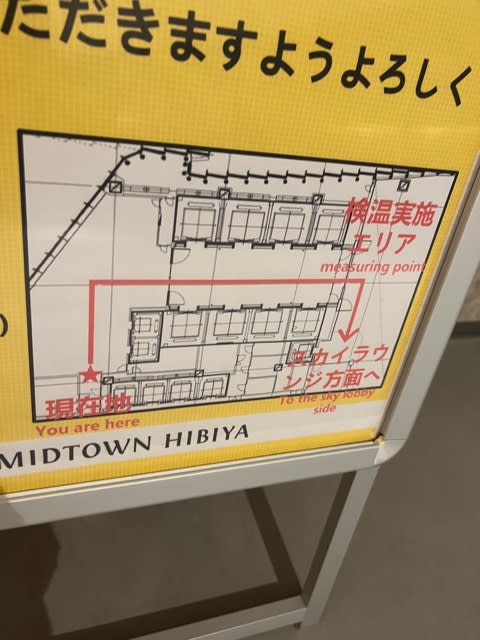 ただきますようよろしく
検温実施
エリア
measuring point
スカイラウ
ンジ方面へ
To the sky lobby
side
現在地
You are here
MIDTOWN HIBIYA